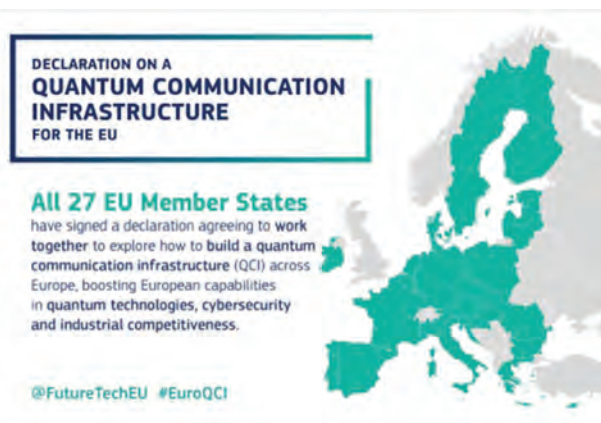 DECLARATION ON A
QUANTUM COMMUNICATION
INFRASTRUCTURE
FOR THE EU
All 27 EU Member States
have signed a declaration agreeing to work
together to explore how to build a quantum
communication infrastructure (QCI) across
Europe, boosting European capabilities
in quantum technologies, cybersecurity
and industrial competitiveness.
@FutureTechEU #EuroQCI